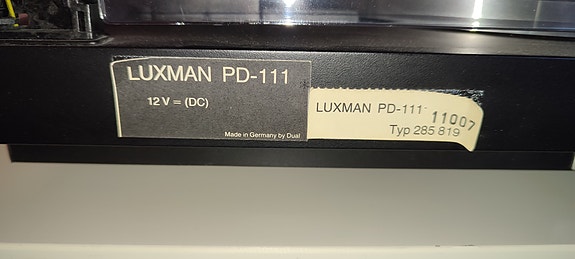 LUXMAN PD-111
12 V = (DC)
Made in Germany by Dual
LUXMAN PD-111
11007
Typ 285 819